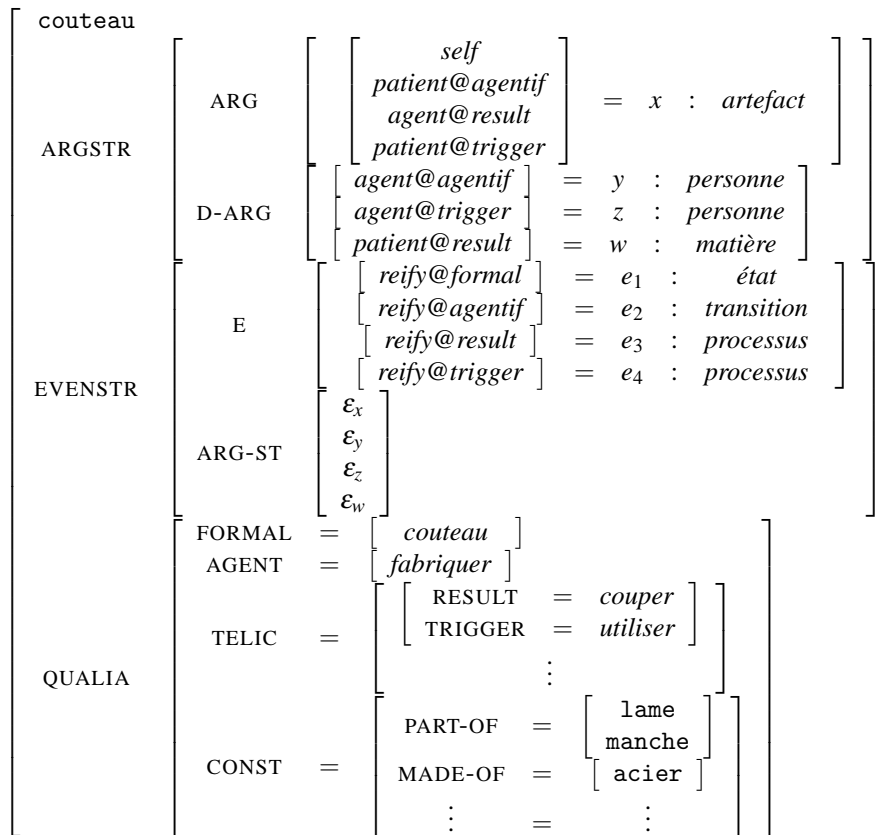 couteau
self
patient@agentif
ARG agent@result = x : artefact
patient@trigger
ARGSTR
agent@agentif = y : personne
D-ARG agent@trigger = z : personne
patient@result = w : matière
reify@formal = e1 : état
reify@agentif = e2 : transition
E
reify@result = e3 : processus
reify@trigger = e4 : processus
EVENSTR
εx
εy
ARG-ST
εz
εw
FORMAL = [ couteau ]
AGENT = [ fabriquer ]
RESULT = couper
TRIGGER = utiliser
TELIC =
⋮
QUALIA
lame
PART-OF =
manche
CONST = MADE-OF = [ acier ]
⋮ = ⋮